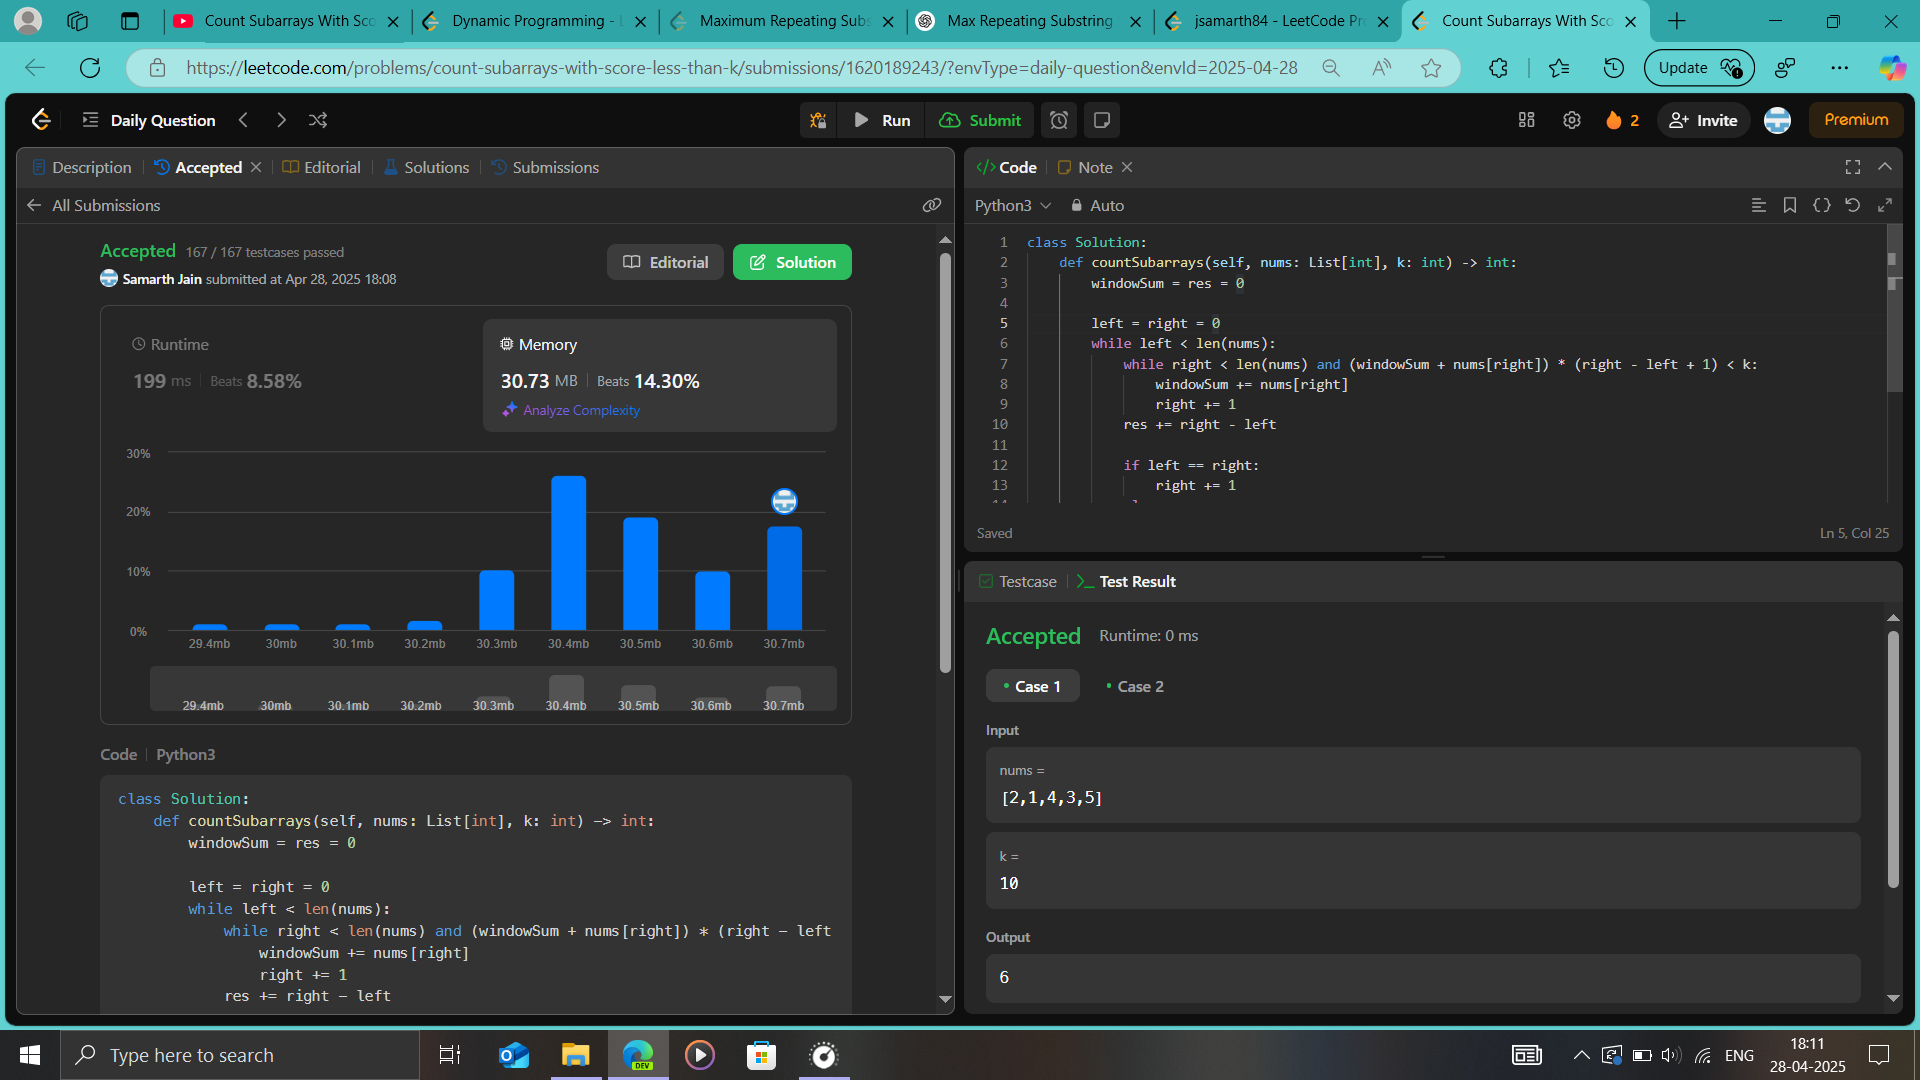 Count Subarrays With Sco
Dynamic Programming - L
Maximum Repeating Subs
Max Repeating Substring
jsamarth84 - LeetCode Pr
Count Subarrays With Sco
https://leetcode.com/problems/count-subarrays-with-score-less-than-k/submissions/1620189243/?envType=daily-question&envId=2025-04-28
Update
Daily Question
Run
Submit
2
Invite
Premium
Description
Accepted
Editorial
Solutions
Submissions
All Submissions
Accepted 167 / 167 testcases passed
Samarth Jain submitted at Apr 28, 2025 18:08
Editorial
Solution
Runtime
199 ms Beats 8.58%
Memory
30.73 MB Beats 14.30%
Analyze Complexity
30%
20%
10%
0%
29.4mb 30mb 30.1mb 30.2mb 30.3mb 30.4mb 30.5mb 30.6mb 30.7mb
29.4mb 30mb 30.1mb 30.2mb 30.3mb 30.4mb 30.5mb 30.6mb 30.7mb
Code Python3
class Solution:
def countSubarrays(self, nums: List[int], k: int) -> int:
windowSum = res = 0
left = right = 0
while left < len(nums):
while right < len(nums) and (windowSum + nums[right]) * (right - left
windowSum += nums[right]
right += 1
res += right - left
Code
Note
Python3
Auto
1 class Solution:
2 def countSubarrays(self, nums: List[int], k: int) -> int:
3 windowSum = res = 0
4
5 left = right = 0
6 while left < len(nums):
7 while right < len(nums) and (windowSum + nums[right]) * (right - left + 1) < k:
8 windowSum += nums[right]
9 right += 1
10 res += right - left
11
12 if left == right:
13 right += 1
Saved
Ln 5, Col 25
Testcase
Test Result
Accepted Runtime: 0 ms
Case 1
Case 2
Input
nums =
[2,1,4,3,5]
k =
10
Output
6
Type here to search
DEV
ENG
18:11
28-04-2025